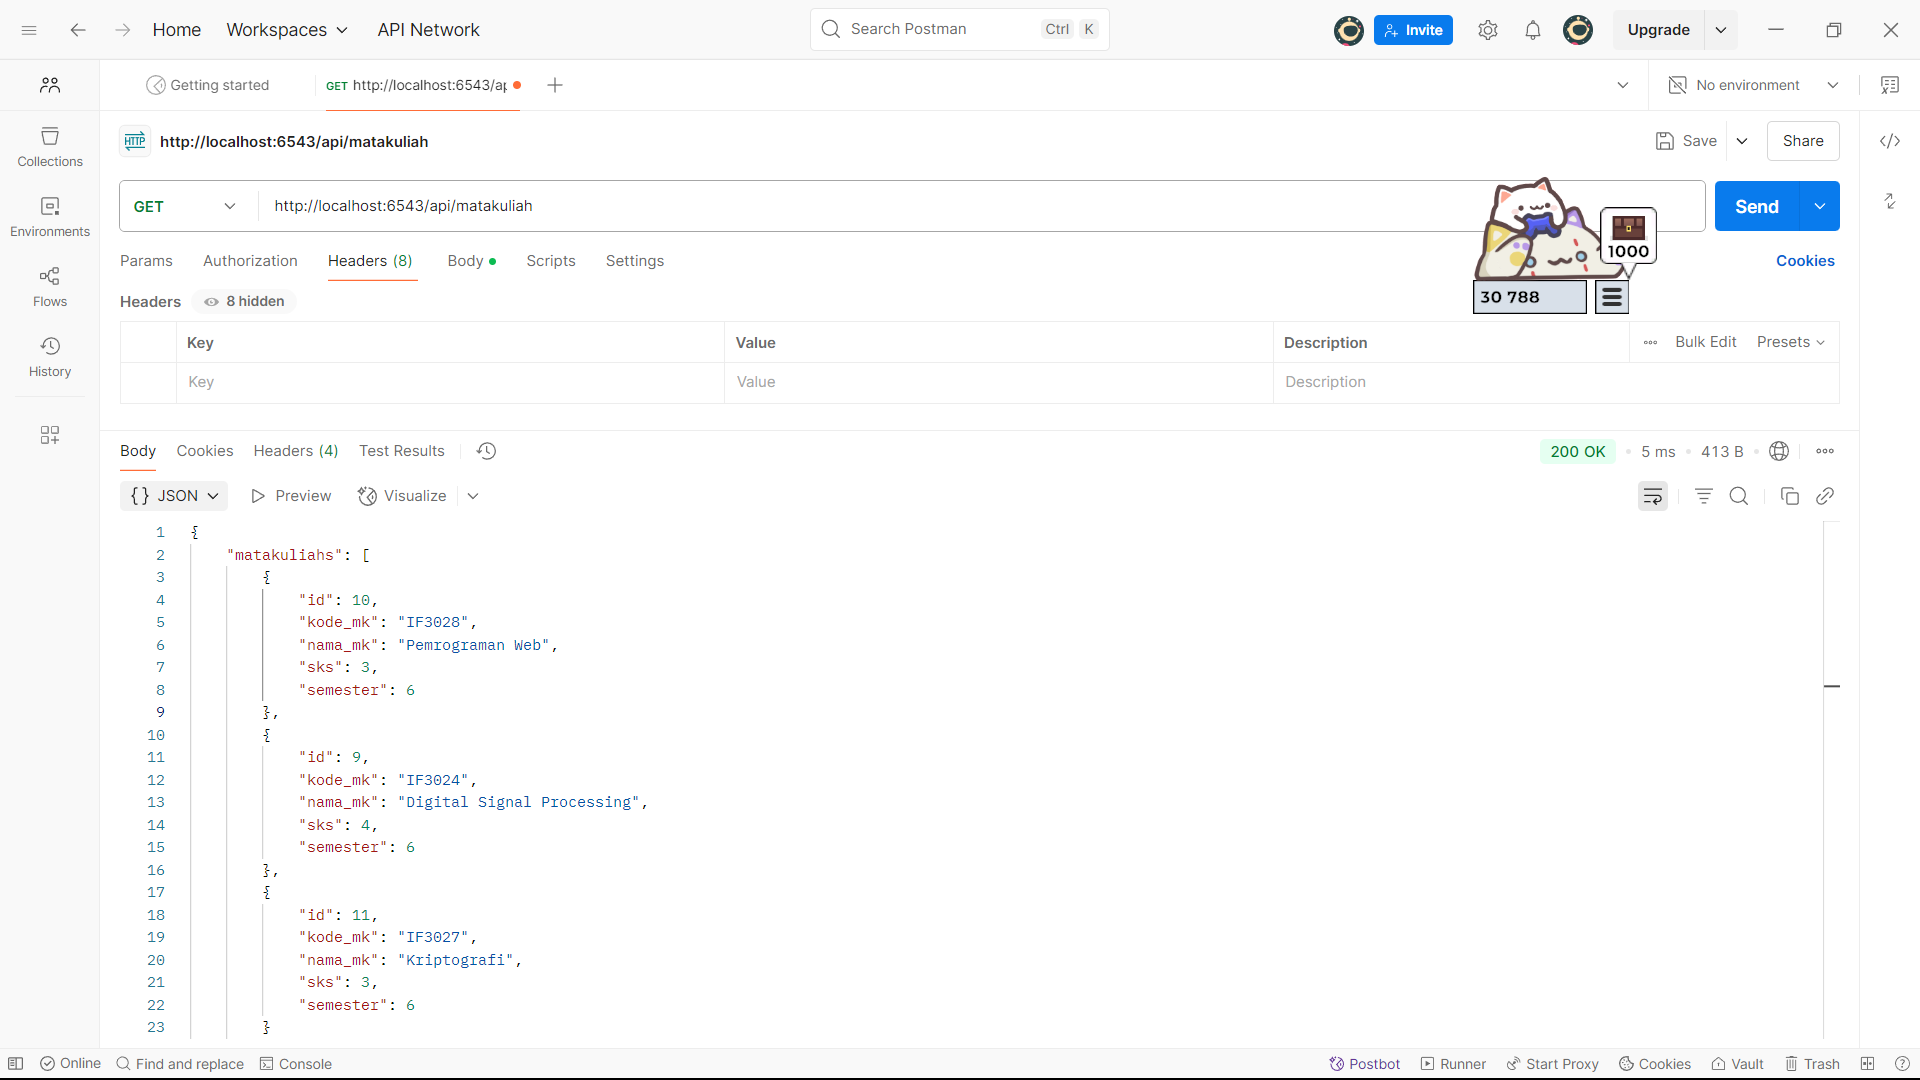 Home Workspaces API Network Search Postman Ctrl K Invite Upgrade
Getting started GET http://localhost:6543/ap No environment
HTTP http://localhost:6543/api/matakuliah Save Share
GET http://localhost:6543/api/matakuliah Send
Params Authorization Headers (8) Body Scripts Settings Cookies
Headers 8 hidden
1000
30 788
Key Value Description Bulk Edit Presets
Key Value Description
Collections
Environments
Flows
History
Body Cookies Headers (4) Test Results 200 OK 5 ms 413 B
{} JSON Preview Visualize
1 {
2 "matakuliahs": [
3 {
4 "id": 10,
5 "kode_mk": "IF3028",
6 "nama_mk": "Pemrograman Web",
7 "sks": 3,
8 "semester": 6
9 },
10 {
11 "id": 9,
12 "kode_mk": "IF3024",
13 "nama_mk": "Digital Signal Processing",
14 "sks": 4,
15 "semester": 6
16 },
17 {
18 "id": 11,
19 "kode_mk": "IF3027",
20 "nama_mk": "Kriptografi",
21 "sks": 3,
22 "semester": 6
23 }
Online Find and replace Console Postbot Runner Start Proxy Cookies Vault Trash